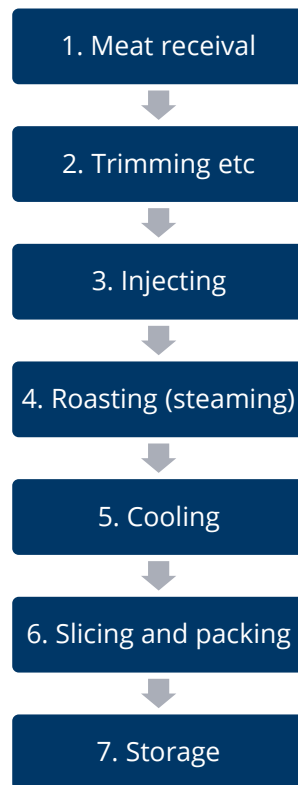 1. Meat receival
2. Trimming etc
3. Injecting
4. Roasting (steaming)
5. Cooling
6. Slicing and packing
7. Storage